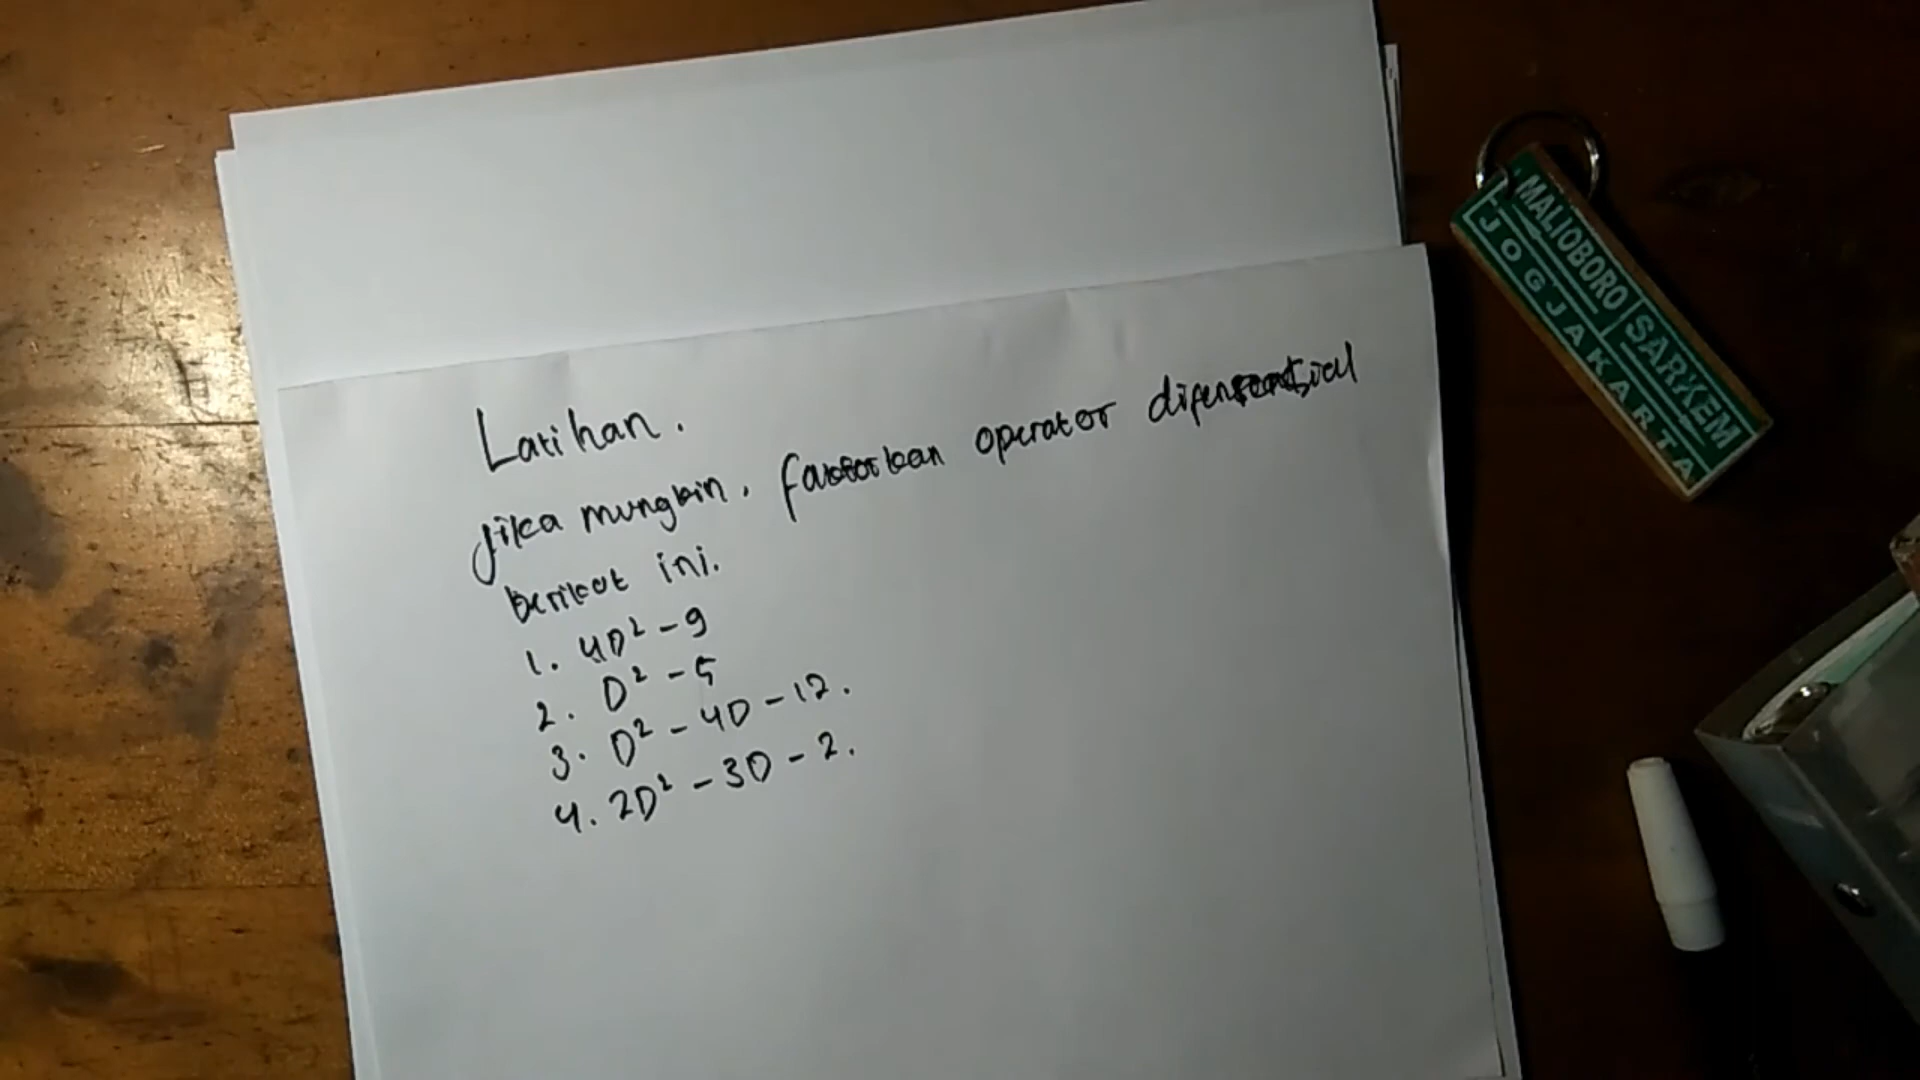 Latihan.
Jika mungkin, faktorkan operator diferensial
berikut ini.
1. 4D² - 9
2. D² - 5
3. D² - 4D - 12.
4. 2D² - 3D - 2.
MALIOBORO SARKEM
JOGJAKARTA